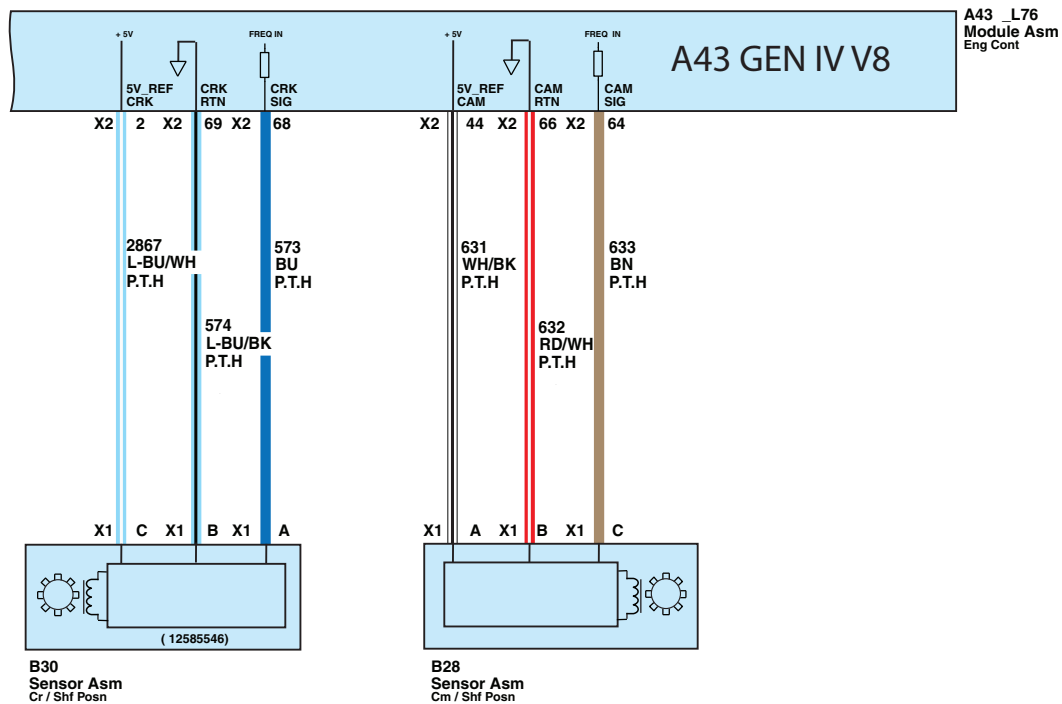 A43 _L76
Module Asm
Eng Cont
+ 5V
FREQ IN
+ 5V
FREQ IN
A43 GEN IV V8
5V_REF
CRK
CRK
RTN
CRK
SIG
5V_REF
CAM
CAM
RTN
CAM
SIG
X2 2 X2 69 X2 68
X2 44 X2 66 X2 64
2867
L-BU/WH
P.T.H
573
BU
P.T.H
631
WH/BK
P.T.H
633
BN
P.T.H
574
L-BU/BK
P.T.H
632
RD/WH
P.T.H
X1 C X1 B X1 A
X1 A X1 B X1 C
( 12585546)
B30
Sensor Asm
Cr / Shf Posn
B28
Sensor Asm
Cm / Shf Posn